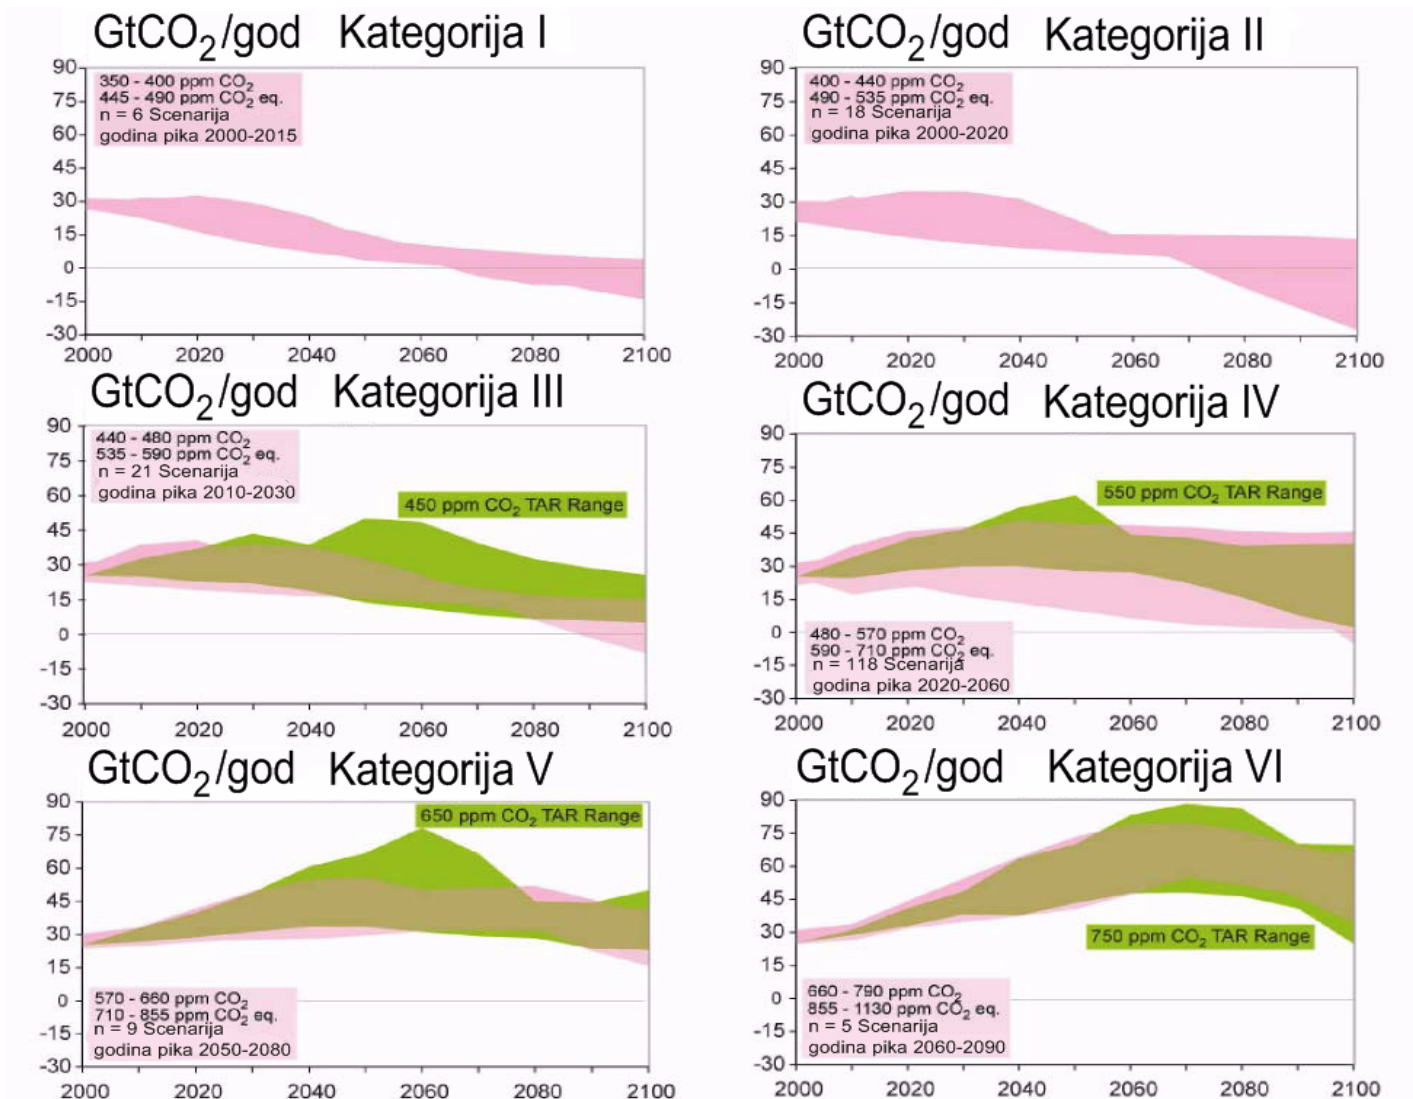 GtCO2/god Kategorija I
90
350 - 400 ppm CO2
445 - 490 ppm CO2 eq.
n = 6 Scenarija
godina pika 2000-2015
75
60
45
30
15
0
-15
-30
2000 2020 2040 2060 2080 2100
GtCO2/god Kategorija II
90
400 - 440 ppm CO2
490 - 535 ppm CO2 eq.
n = 18 Scenarija
godina pika 2000-2020
75
60
45
30
15
0
-15
-30
2000 2020 2040 2060 2080 2100
GtCO2/god Kategorija III
90
440 - 480 ppm CO2
535 - 590 ppm CO2 eq.
n = 21 Scenarija
godina pika 2010-2030
450 ppm CO2 TAR Range
75
60
45
30
15
0
-15
-30
2000 2020 2040 2060 2080 2100
GtCO2/god Kategorija IV
90
75
60
550 ppm CO2 TAR Range
45
30
15
0
480 - 570 ppm CO2
590 - 710 ppm CO2 eq.
n = 118 Scenarija
godina pika 2020-2060
-15
-30
2000 2020 2040 2060 2080 2100
GtCO2/god Kategorija V
90
650 ppm CO2 TAR Range
75
60
45
30
15
0
570 - 660 ppm CO2
710 - 855 ppm CO2 eq.
n = 9 Scenarija
godina pika 2050-2080
-15
-30
2000 2020 2040 2060 2080 2100
GtCO2/god Kategorija VI
90
75
60
45
30
750 ppm CO2 TAR Range
15
0
660 - 790 ppm CO2
855 - 1130 ppm CO2 eq.
n = 5 Scenarija
godina pika 2060-2090
-15
-30
2000 2020 2040 2060 2080 2100